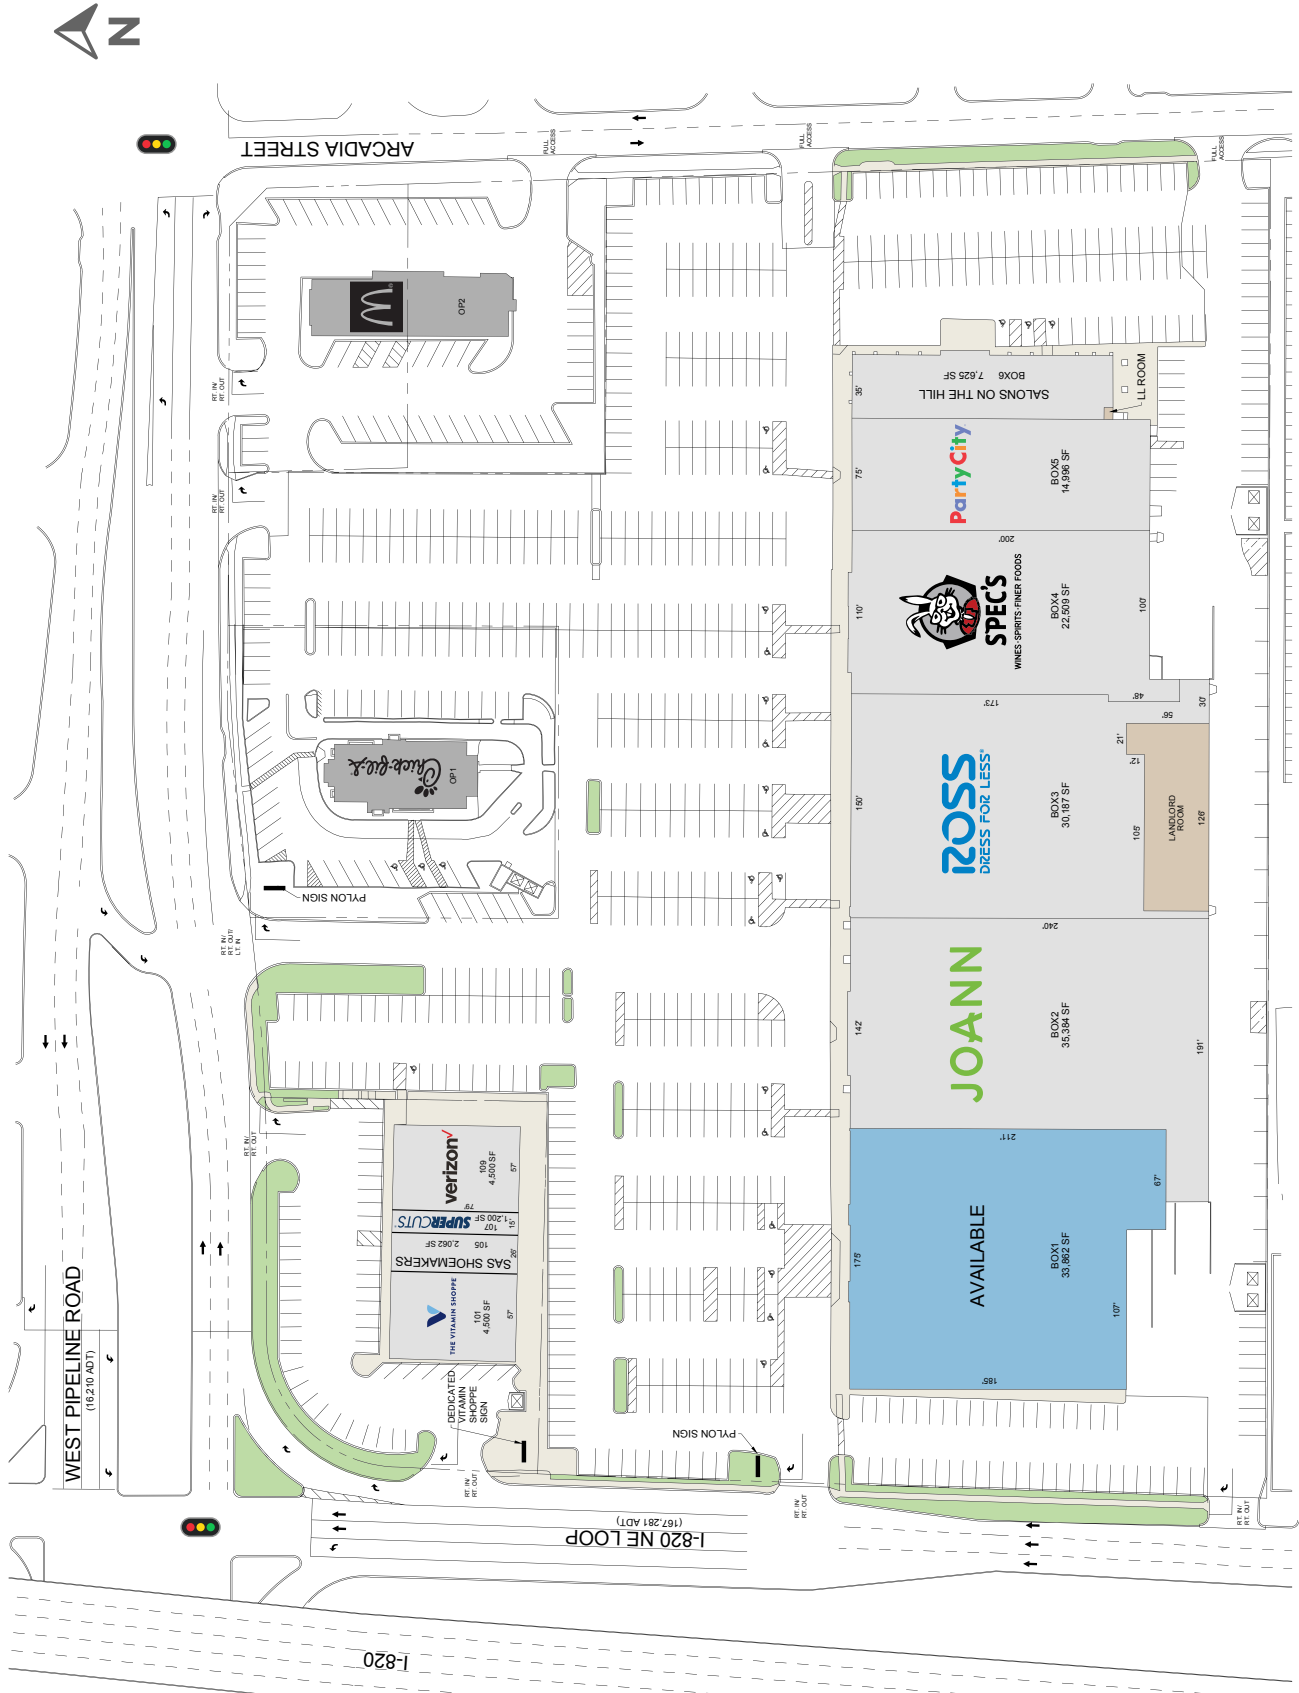 N
ARCADIA STREET
FULL
ACCESS
FULL
ACCESS
FULL
ACCESS
RT. IN/
RT. OUT
RT. IN/
RT. OUT
OP2
35'
SALONS ON THE HILL
BOX6 7,625 SF
LL ROOM
75'
Party City
BOX5
14,996 SF
200'
110'
SPEC'S
WINES·SPIRITS·FINER FOODS
BOX4
22,509 SF
100'
48'
30'
173'
56'
21'
12'
150'
ROSS
DRESS FOR LESS®
BOX3
30,187 SF
105'
LANDLORD
ROOM
126'
Chick-fil-A
OP1
PYLON SIGN
RT. IN/
RT. OUT/
LT. IN
240'
142'
JOANN
BOX2
35,384 SF
191'
RT. IN/
RT. OUT
211'
67'
175'
AVAILABLE
BOX1
33,862 SF
107'
185'
verizon
109
4,500 SF
57'
79'
SUPERCUTS
107
1,200 SF
15'
SAS SHOEMAKERS
105 2,062 SF
26'
THE VITAMIN SHOPPE
101
4,500 SF
57'
DEDICATED
VITAMIN
SHOPPE
SIGN
PYLON SIGN
WEST PIPELINE ROAD
(16,210 ADT)
RT. IN/
RT. OUT
RT. IN/
RT. OUT
RT. IN/
RT. OUT
I-820 NE LOOP
(167,281 ADT)
I-820